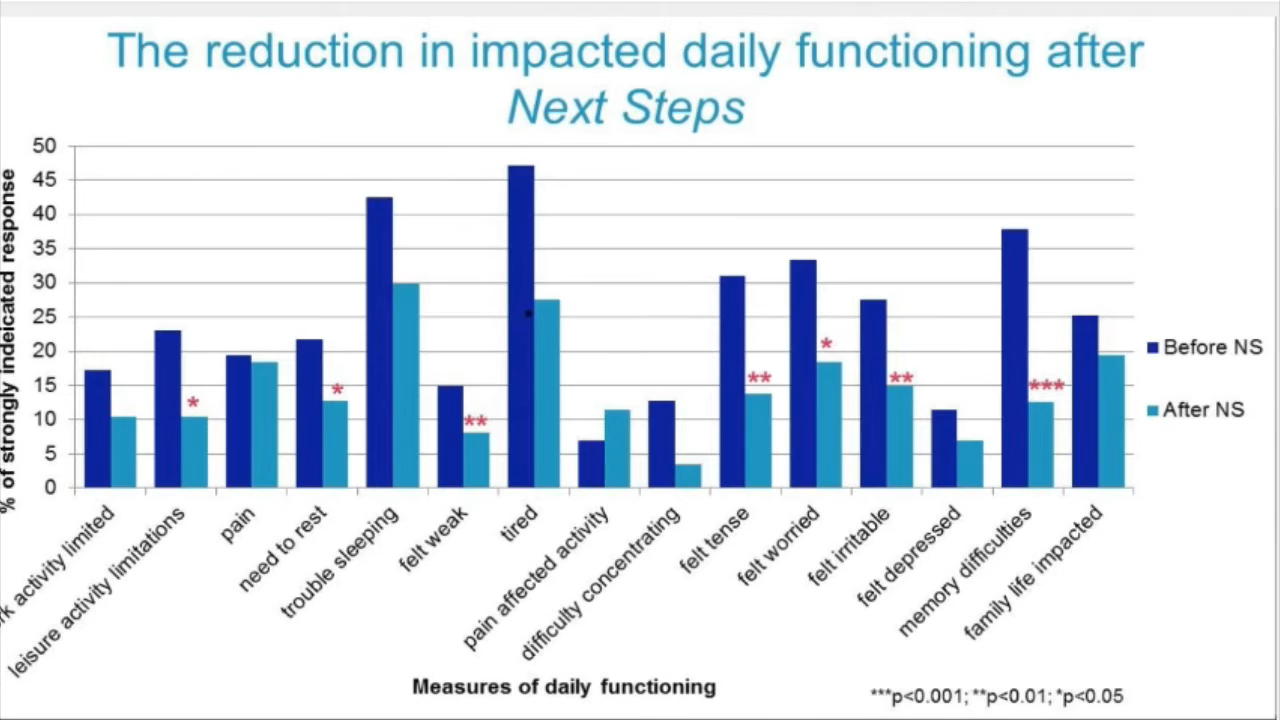 The reduction in impacted daily functioning after
Next Steps
% of strongly indeicated response
50
45
40
35
30
25
20
15
10
5
0
*
*
**
**
*
**
***
Before NS
After NS
activity limited
leisure activity limitations
pain
need to rest
trouble sleeping
felt weak
tired
pain affected activity
difficulty concentrating
felt tense
felt worried
felt irritable
felt depressed
memory difficulties
family life impacted
Measures of daily functioning
***p<0.001; **p<0.01; *p<0.05